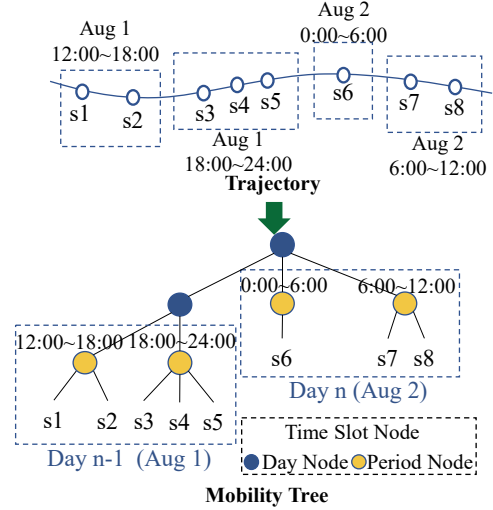 Aug 1
12:00~18:00
Aug 2
0:00~6:00
s1
s2
s3
s4
s5
s6
s7
s8
Aug 1
18:00~24:00
Aug 2
6:00~12:00
Trajectory
0:00~6:00
6:00~12:00
12:00~18:00
18:00~24:00
s6
s7
s8
Day n (Aug 2)
s1
s2
s3
s4
s5
Day n-1 (Aug 1)
Time Slot Node
Day Node
Period Node
Mobility Tree